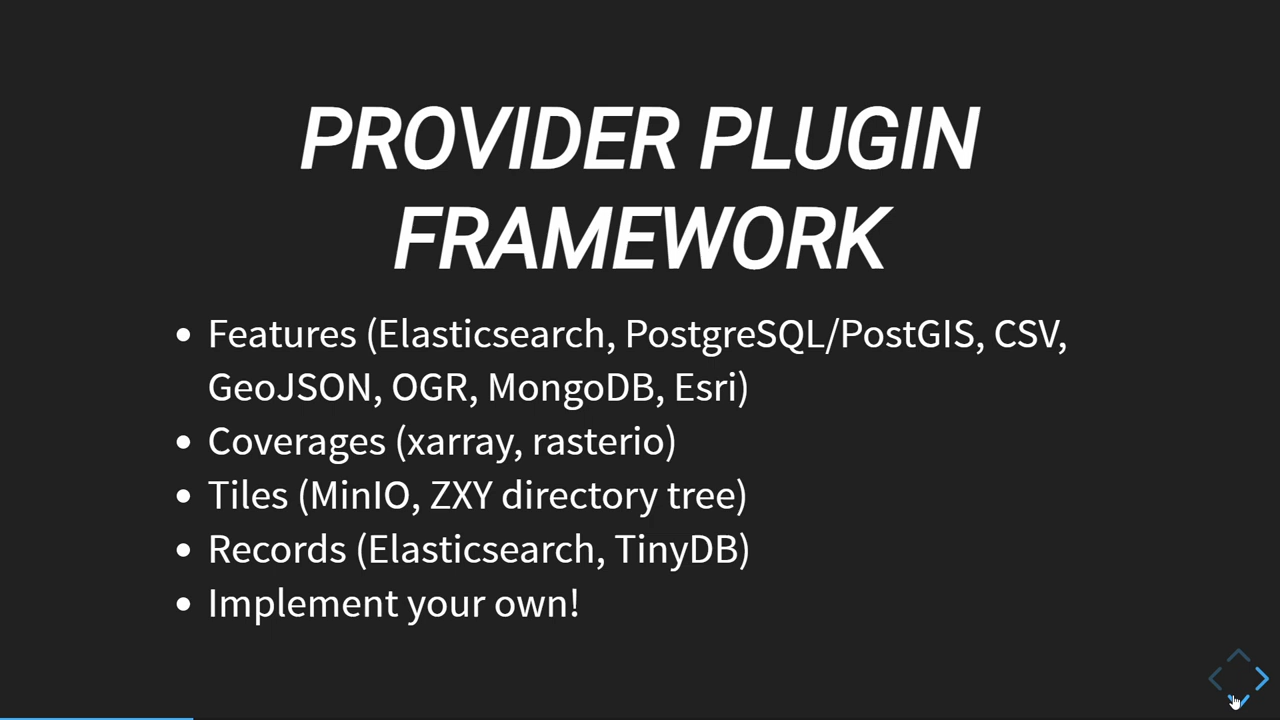 PROVIDER PLUGIN
FRAMEWORK
• Features (Elasticsearch, PostgreSQL/PostGIS, CSV,
GeoJSON, OGR, MongoDB, Esri)
• Coverages (xarray, rasterio)
• Tiles (MinIO, ZXY directory tree)
• Records (Elasticsearch, TinyDB)
• Implement your own!